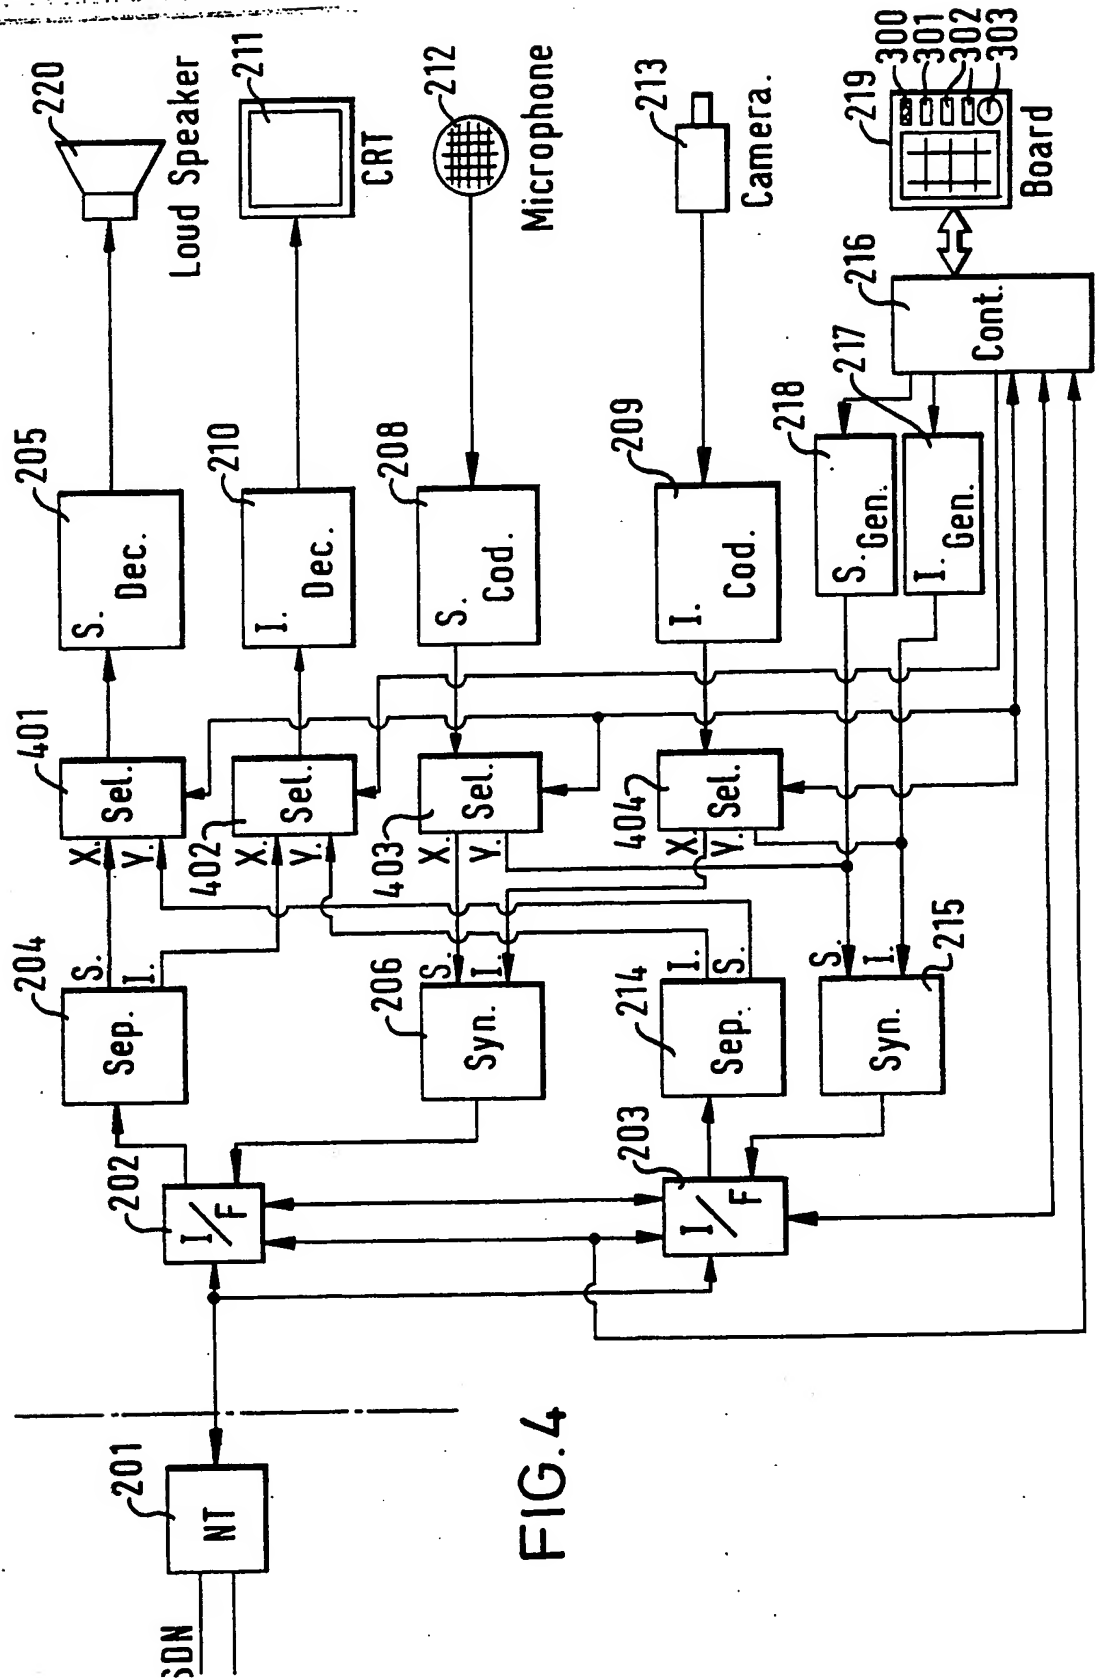 220
Loud Speaker
211
CRT
212
Microphone
213
Camera.
219
300
301
302
303
Board
205
S.
Dec.
210
I.
Dec.
208
S.
Cod.
209
I.
Cod.
218
S.
Gen.
217
I.
Gen.
216
Cont.
401
Sel.
X.
Y.
402
Sel.
X.
Y.
403
Sel.
X.
Y.
404
Sel.
X.
Y.
204
Sep.
S.
I.
206
Syn.
S.
I.
214
Sep.
I.
S.
215
Syn.
S.
I.
202
I/F
203
I/F
201
NT
SDN
FIG. 4